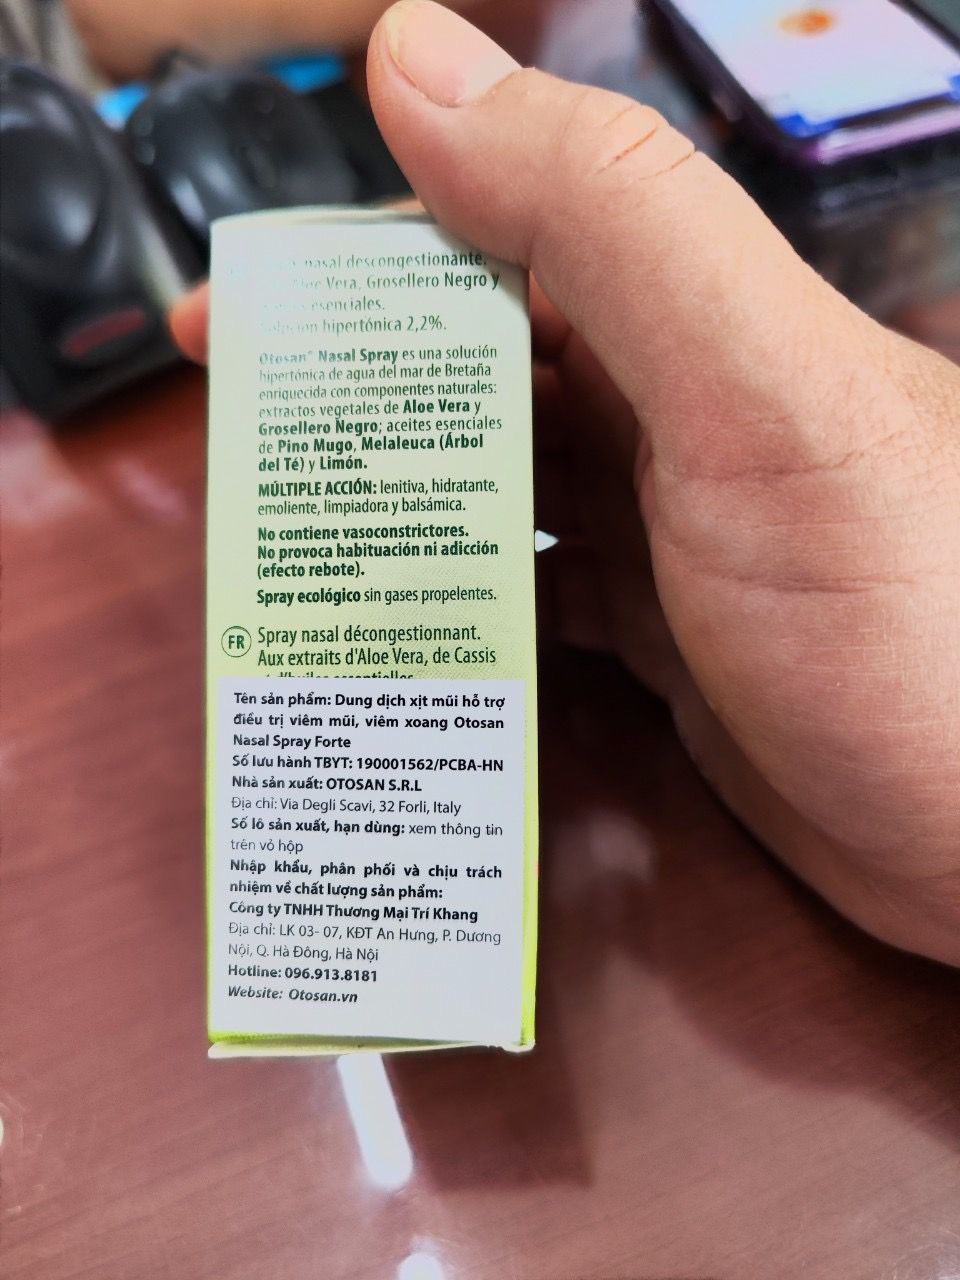 nasal descongestionante.
Aloe Vera, Grosellero Negro y
esenciales.
hipertónica 2,2%.
Otosan® Nasal Spray es una solución
hipertónica de agua del mar de Bretaña
enriquecida con componentes naturales:
extractos vegetales de Aloe Vera y
Grosellero Negro; aceites esenciales
de Pino Mugo, Melaleuca (Árbol
del Té) y Limón.
MÚLTIPLE ACCIÓN: lenitiva, hidratante,
emoliente, limpiadora y balsámica.
No contiene vasoconstrictores.
No provoca habituación ni adicción
(efecto rebote).
Spray ecológico sin gases propelentes.
FR Spray nasal décongestionnant.
Aux extraits d'Aloe Vera, de Cassis
Tên sản phẩm: Dung dịch xịt mũi hỗ trợ
điều trị viêm mũi, viêm xoang Otosan
Nasal Spray Forte
Số lưu hành TBYT: 190001562/PCBA-HN
Nhà sản xuất: OTOSAN S.R.L
Địa chỉ: Via Degli Scavi, 32 Forli, Italy
Số lô sản xuất, hạn dùng: xem thông tin
trên vỏ hộp
Nhập khẩu, phân phối và chịu trách
nhiệm về chất lượng sản phẩm:
Công ty TNHH Thương Mại Trí Khang
Địa chỉ: LK 03- 07, KĐT An Hưng, P. Dương
Nội, Q. Hà Đông, Hà Nội
Hotline: 096.913.8181
Website: Otosan.vn